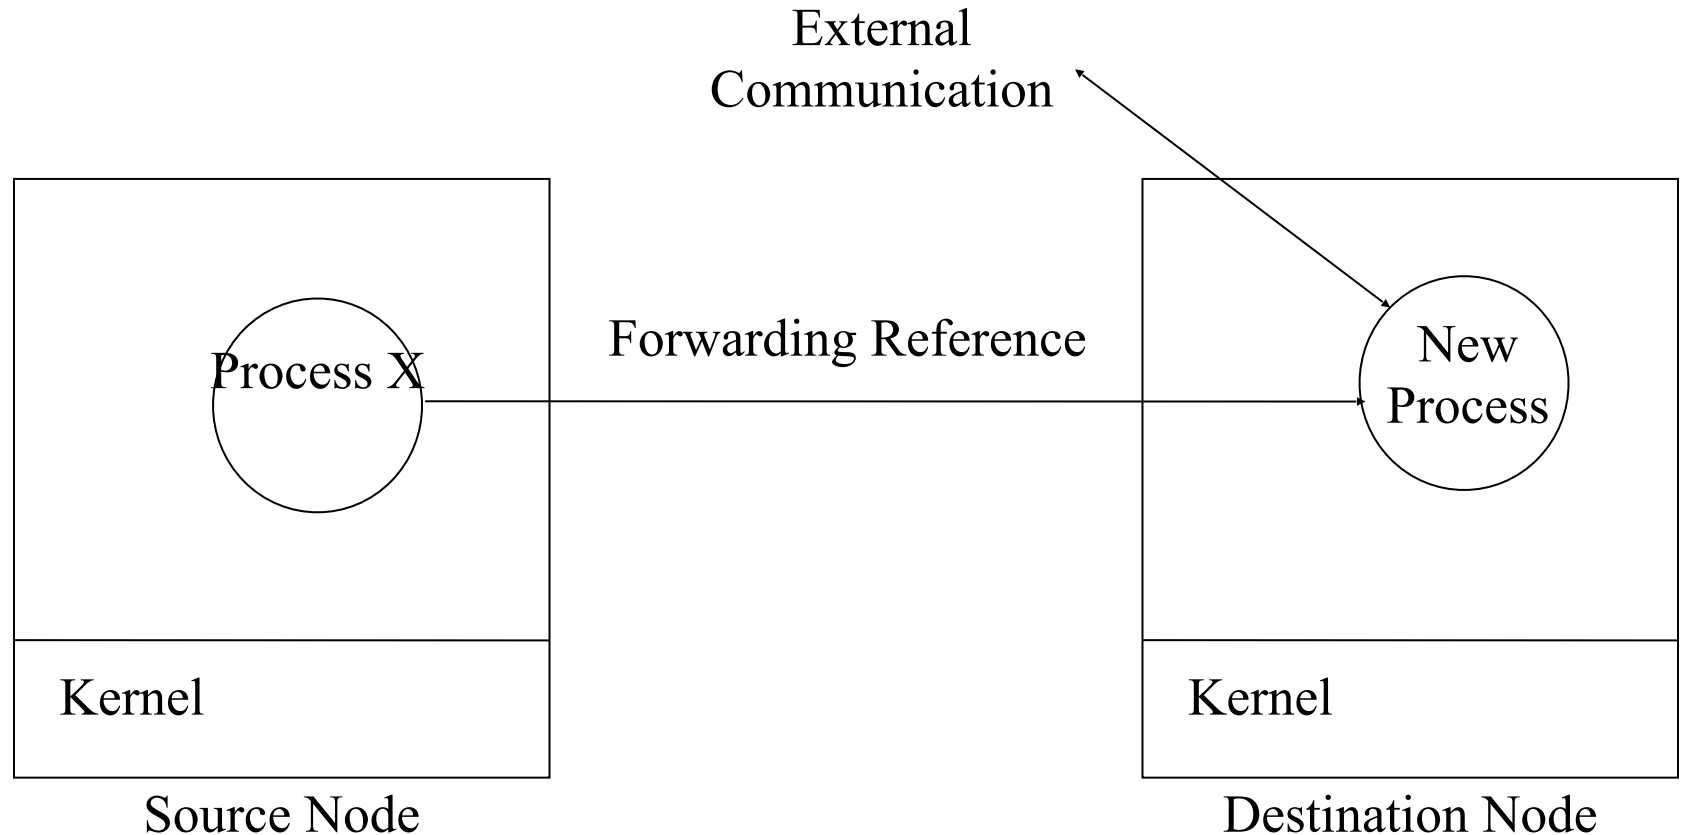 External
Communication
Forwarding Reference
Process X
New
Process
Kernel
Kernel
Source Node
Destination Node